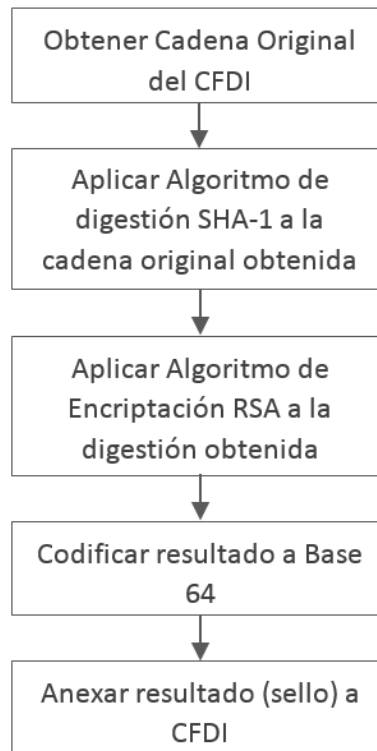 Obtener Cadena Original
del CFDI
Aplicar Algoritmo de
digestión SHA-1 a la
cadena original obtenida
Aplicar Algoritmo de
Encriptación RSA a la
digestión obtenida
Codificar resultado a Base
64
Anexar resultado (sello) a
CFDI